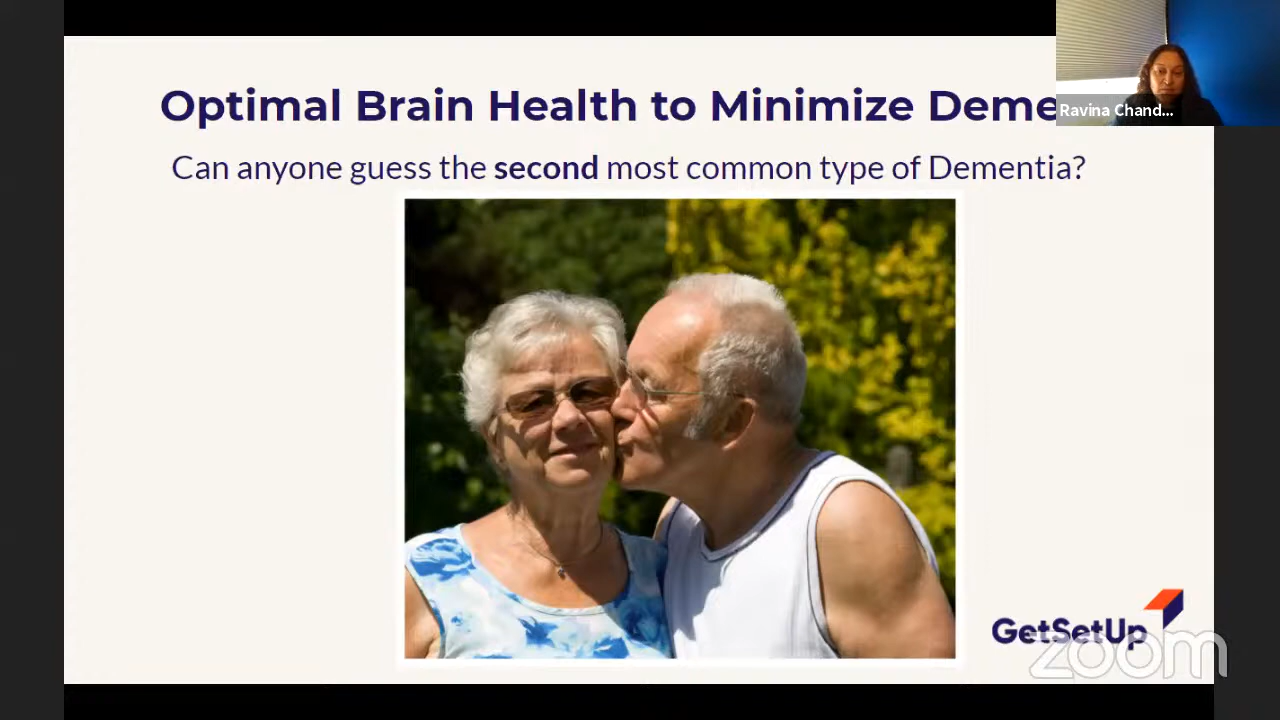 Optimal Brain Health to Minimize Deme
Ravina Chand...
Can anyone guess the second most common type of Dementia?
GetSetUp
zoom